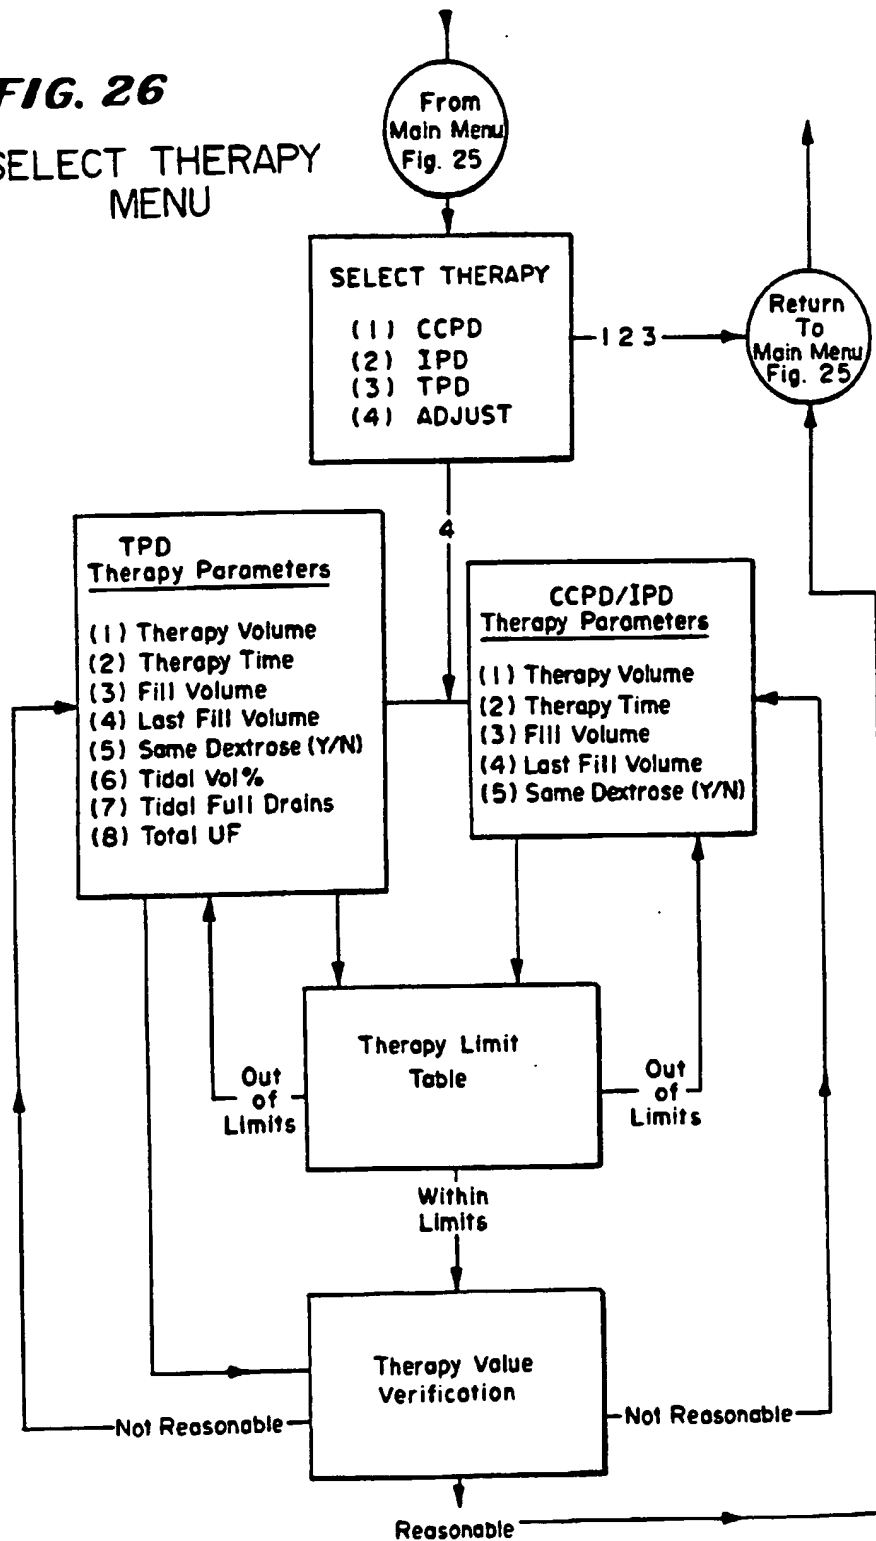 FIG. 26
SELECT THERAPY
MENU
From
Main Menu
Fig. 25
SELECT THERAPY
(1) CCPD
(2) IPD
(3) TPD
(4) ADJUST
1 2 3
Return
To
Main Menu
Fig. 25
4
TPD
Therapy Parameters
(1) Therapy Volume
(2) Therapy Time
(3) Fill Volume
(4) Last Fill Volume
(5) Same Dextrose (Y/N)
(6) Tidal Vol%
(7) Tidal Full Drains
(8) Total UF
CCPD/IPD
Therapy Parameters
(1) Therapy Volume
(2) Therapy Time
(3) Fill Volume
(4) Last Fill Volume
(5) Same Dextrose (Y/N)
Therapy Limit
Table
Out
of
Limits
Out
of
Limits
Within
Limits
Therapy Value
Verification
Not Reasonable
Not Reasonable
Reasonable